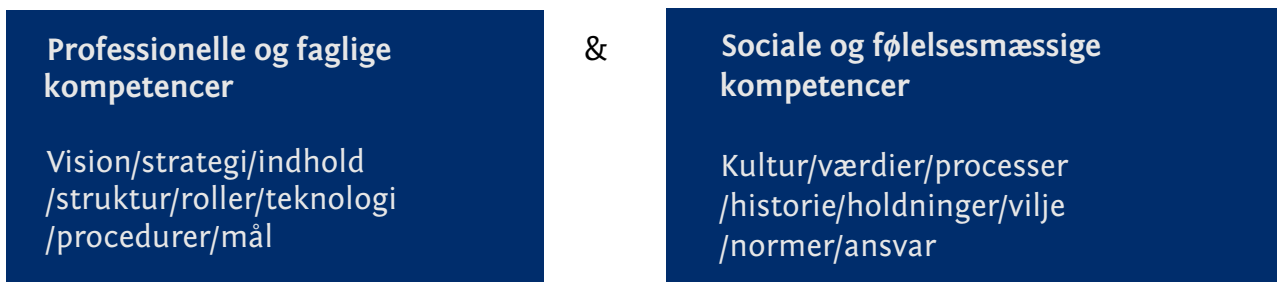 Professionelle og faglige
kompetencer
Vision/strategi/indhold
/struktur/roller/teknologi
/procedurer/mål
&
Sociale og følelsesmæssige
kompetencer
Kultur/værdier/processer
/historie/holdninger/vilje
/normer/ansvar